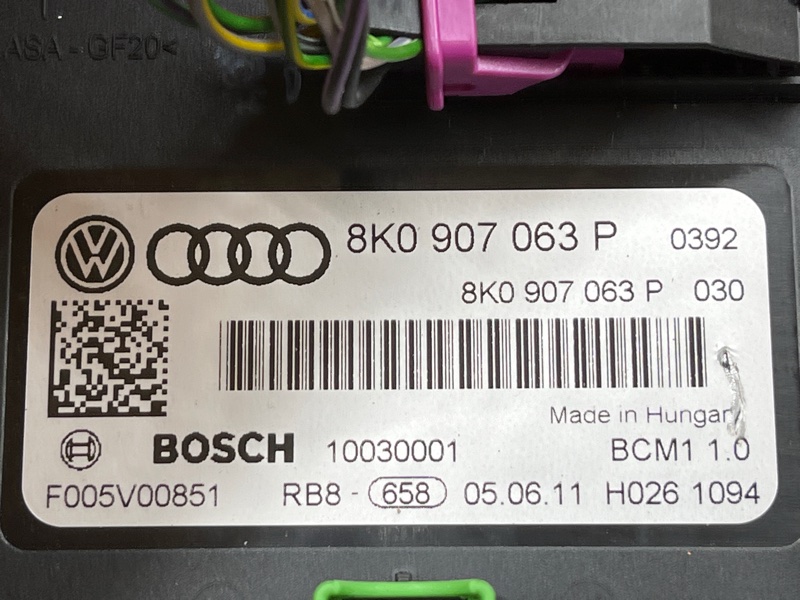 ASA - GF20<
8K0 907 063 P 0392
8K0 907 063 P 030
Made in Hungary
BOSCH 10030001 BCM1 1.0
F005V00851 RB8 - 658 05.06.11 H026 1094